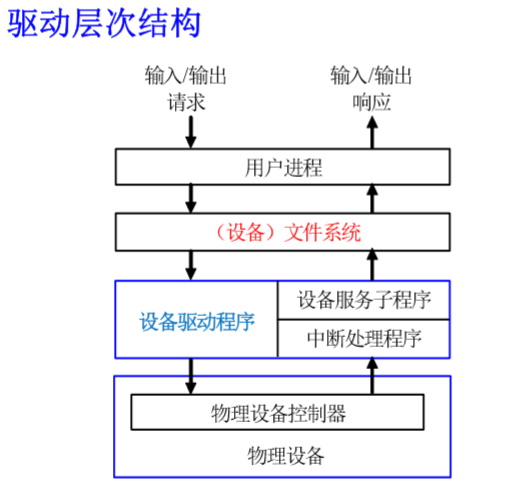 驱动层次结构
输入/输出
请求
输入/输出
响应
用户进程
（设备）文件系统
设备驱动程序
设备服务子程序
中断处理程序
物理设备控制器
物理设备